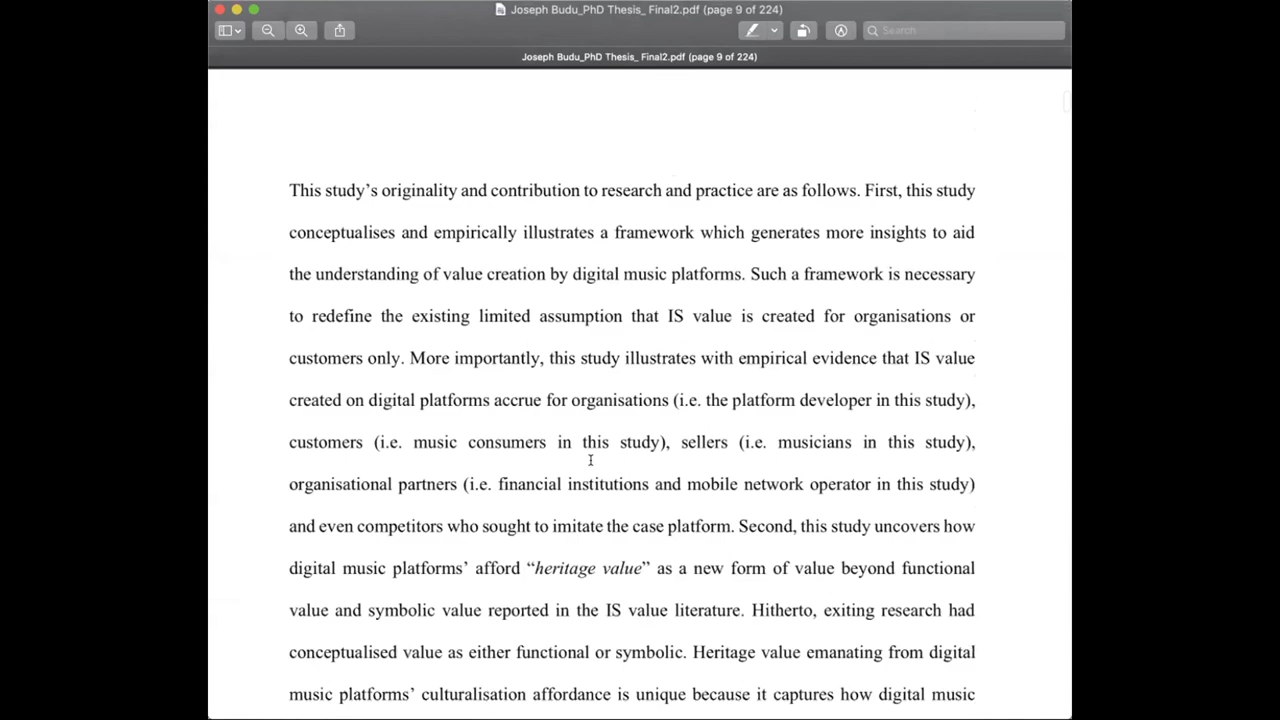 Joseph Budu_PhD Thesis_ Final2.pdf (page 9 of 224)
Search
Joseph Budu_PhD Thesis_ Final2.pdf (page 9 of 224)
This study’s originality and contribution to research and practice are as follows. First, this study
conceptualises and empirically illustrates a framework which generates more insights to aid
the understanding of value creation by digital music platforms. Such a framework is necessary
to redefine the existing limited assumption that IS value is created for organisations or
customers only. More importantly, this study illustrates with empirical evidence that IS value
created on digital platforms accrue for organisations (i.e. the platform developer in this study),
customers (i.e. music consumers in this study), sellers (i.e. musicians in this study),
organisational partners (i.e. financial institutions and mobile network operator in this study)
and even competitors who sought to imitate the case platform. Second, this study uncovers how
digital music platforms’ afford “heritage value” as a new form of value beyond functional
value and symbolic value reported in the IS value literature. Hitherto, exiting research had
conceptualised value as either functional or symbolic. Heritage value emanating from digital
music platforms’ culturalisation affordance is unique because it captures how digital music